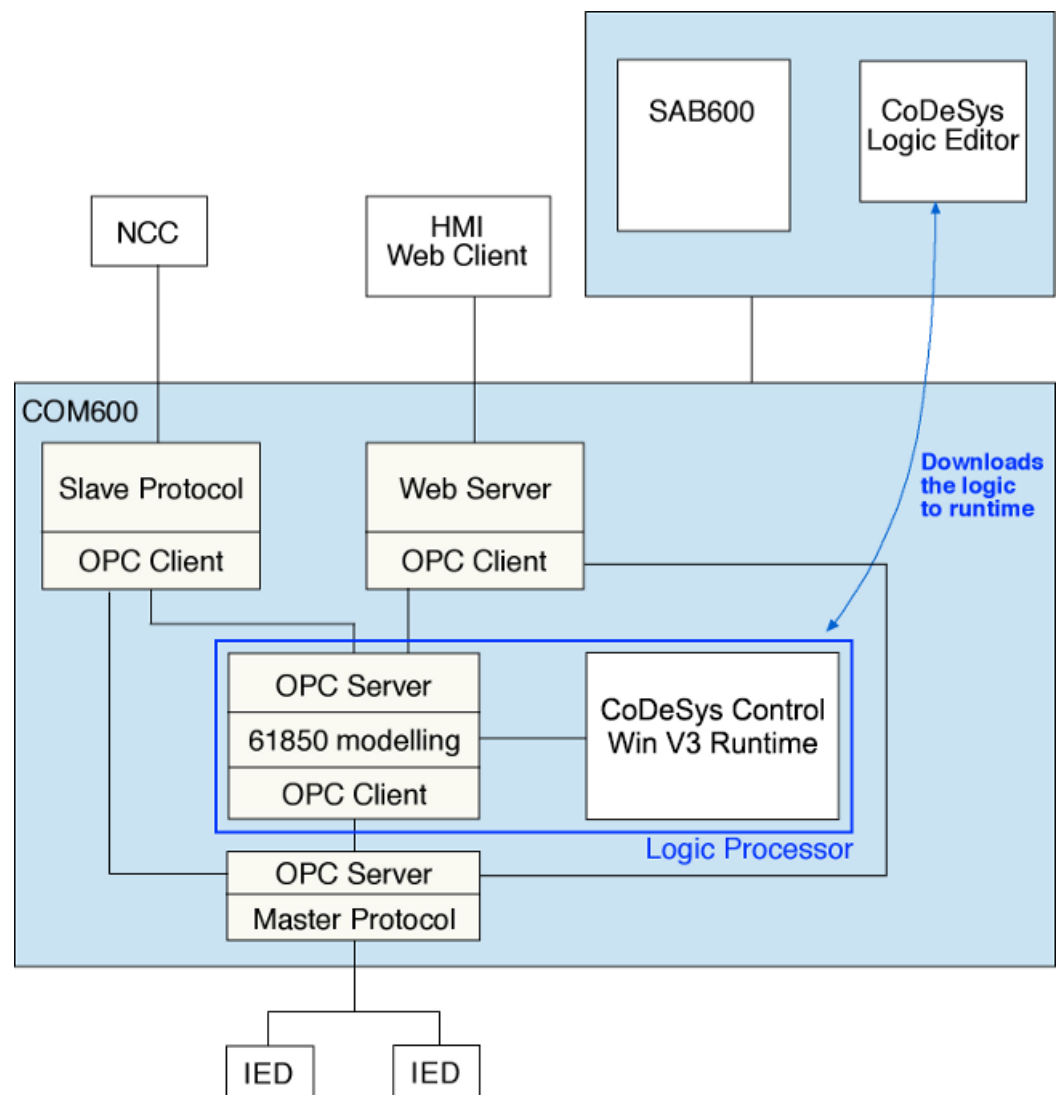 SAB600
CoDeSys
Logic Editor
NCC
HMI
Web Client
COM600
Slave Protocol
OPC Client
Web Server
OPC Client
Downloads
the logic
to runtime
OPC Server
61850 modelling
OPC Client
CoDeSys Control
Win V3 Runtime
Logic Processor
OPC Server
Master Protocol
IED
IED